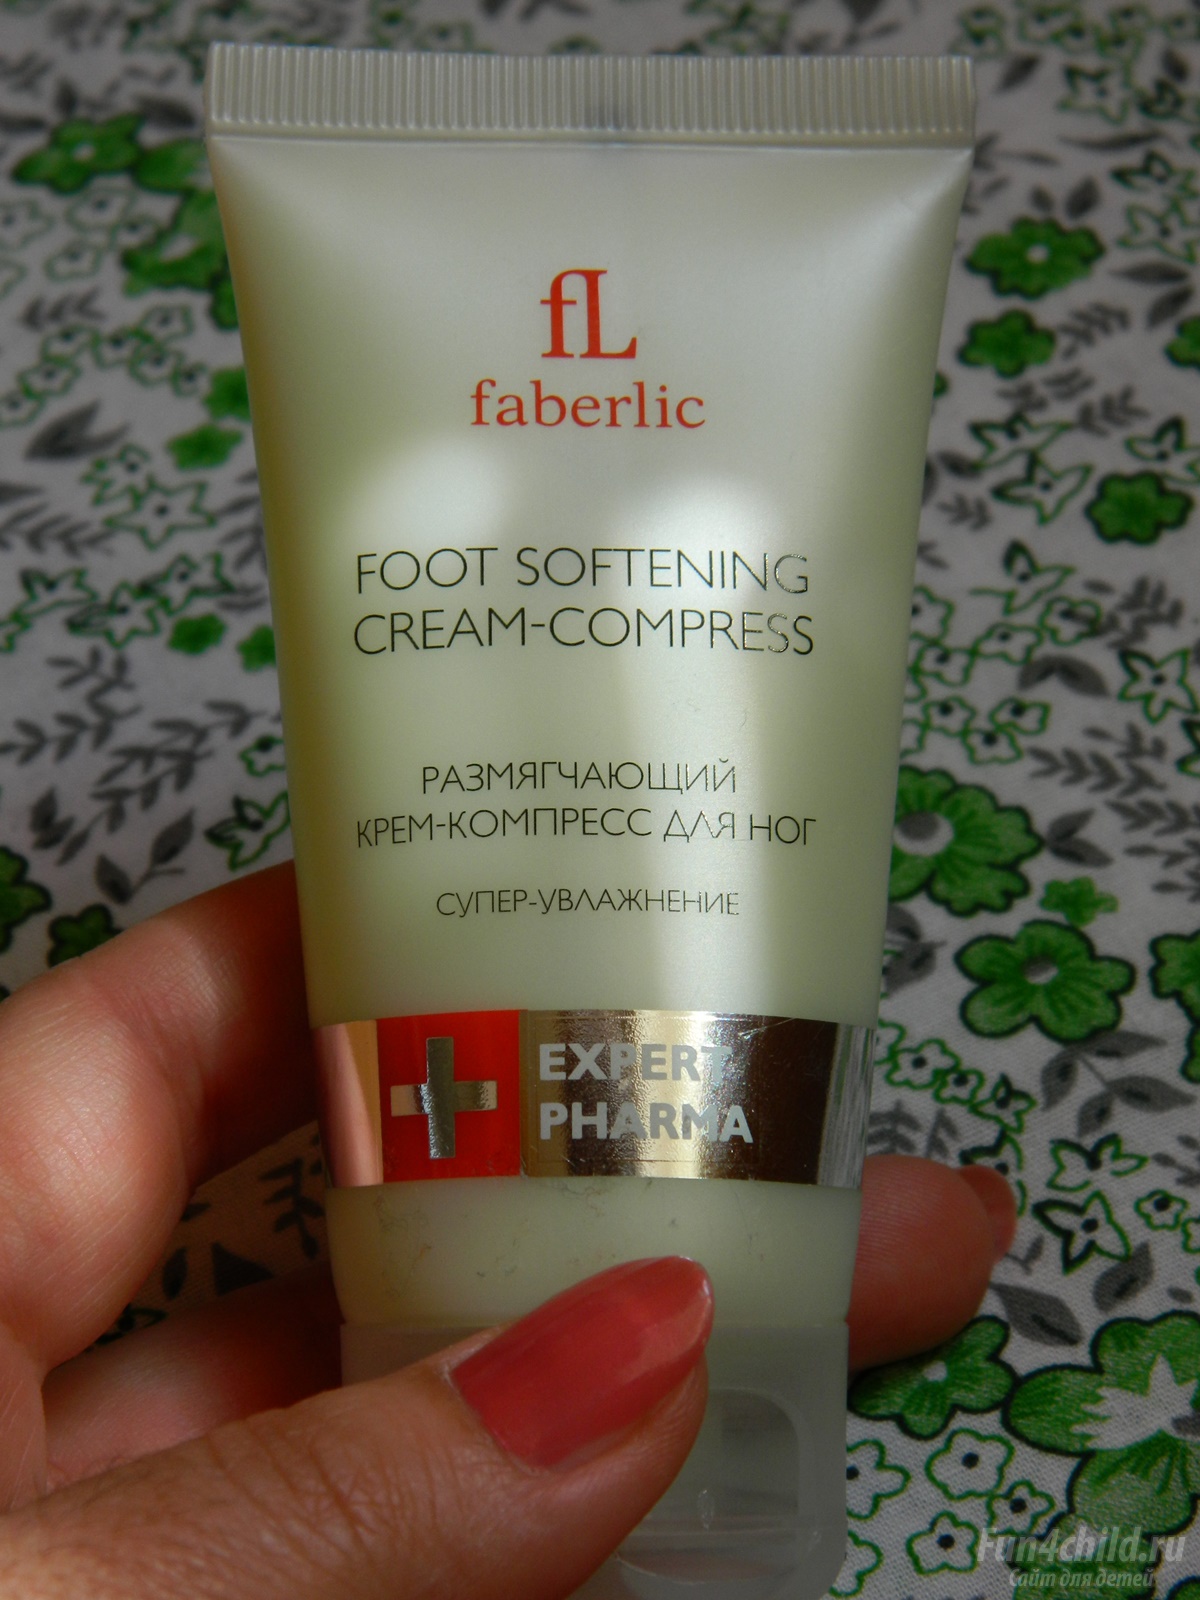 fL
faberlic
FOOT SOFTENING
CREAM-COMPRESS
РАЗМЯГЧАЮЩИЙ
КРЕМ-КОМПРЕСС ДЛЯ НОГ
СУПЕР-УВЛАЖНЕНИЕ
EXPERT
PHARMA
Fun4child.ru
Сайт для детей